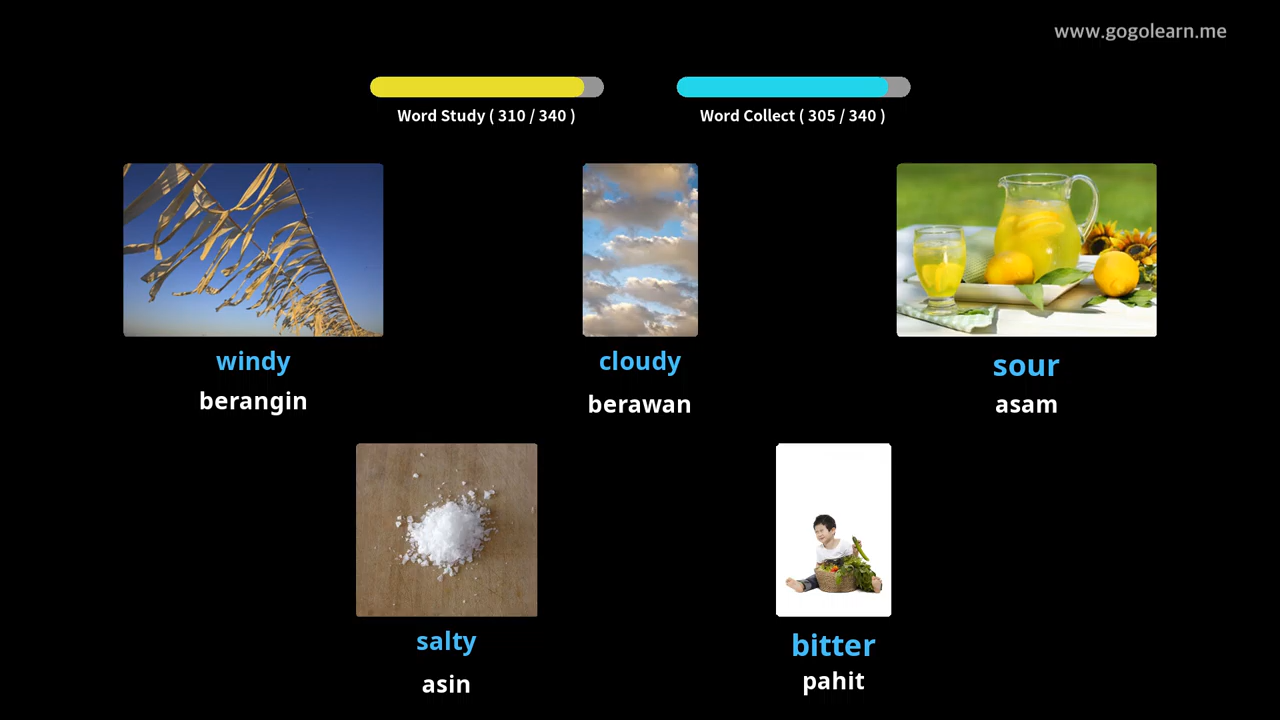 www.gogolearn.me
Word Study ( 310 / 340 )
Word Collect ( 305 / 340 )
windy
berangin
cloudy
berawan
sour
asam
salty
asin
bitter
pahit